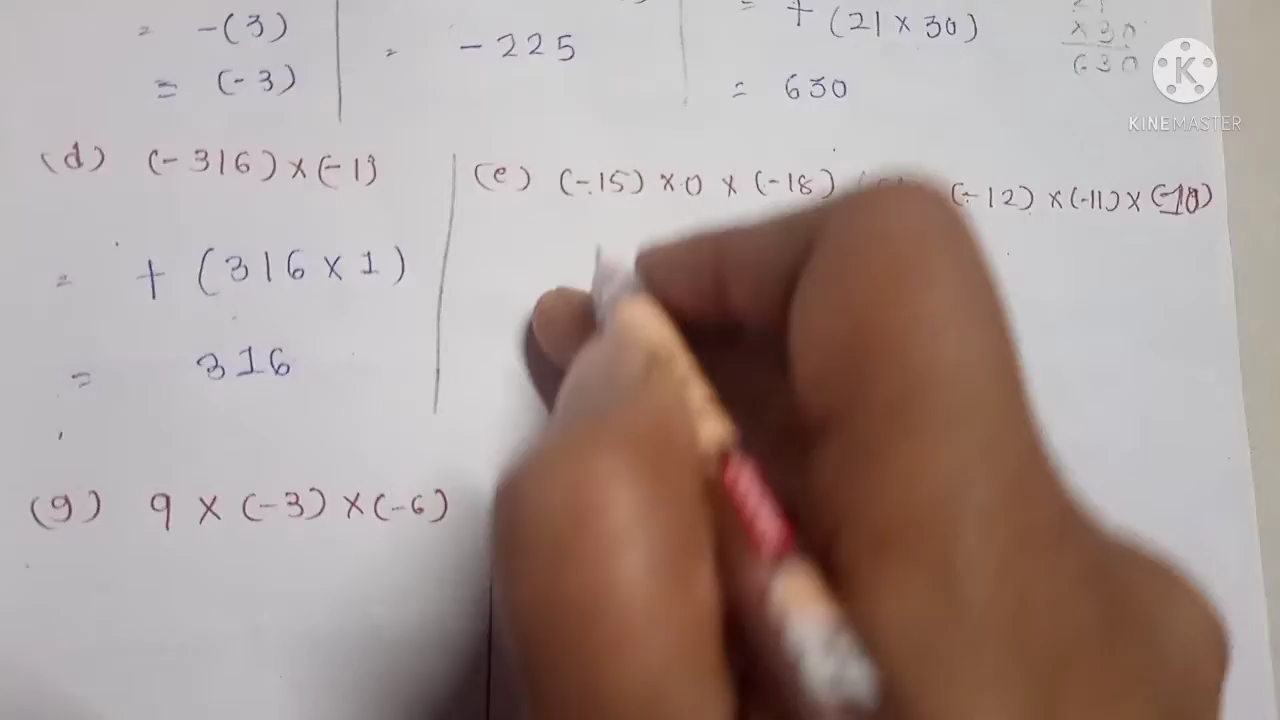 = -(3)
= (-3)
= -225
= + (21 × 30)
= 630
× 30
630
KINEMASTER
(d) (-316) × (-1)
= + (316 × 1)
= 316
(e) (-15) × 0 × (-18)
(-12) × (-11) × (-10)
(g) 9 × (-3) × (-6)